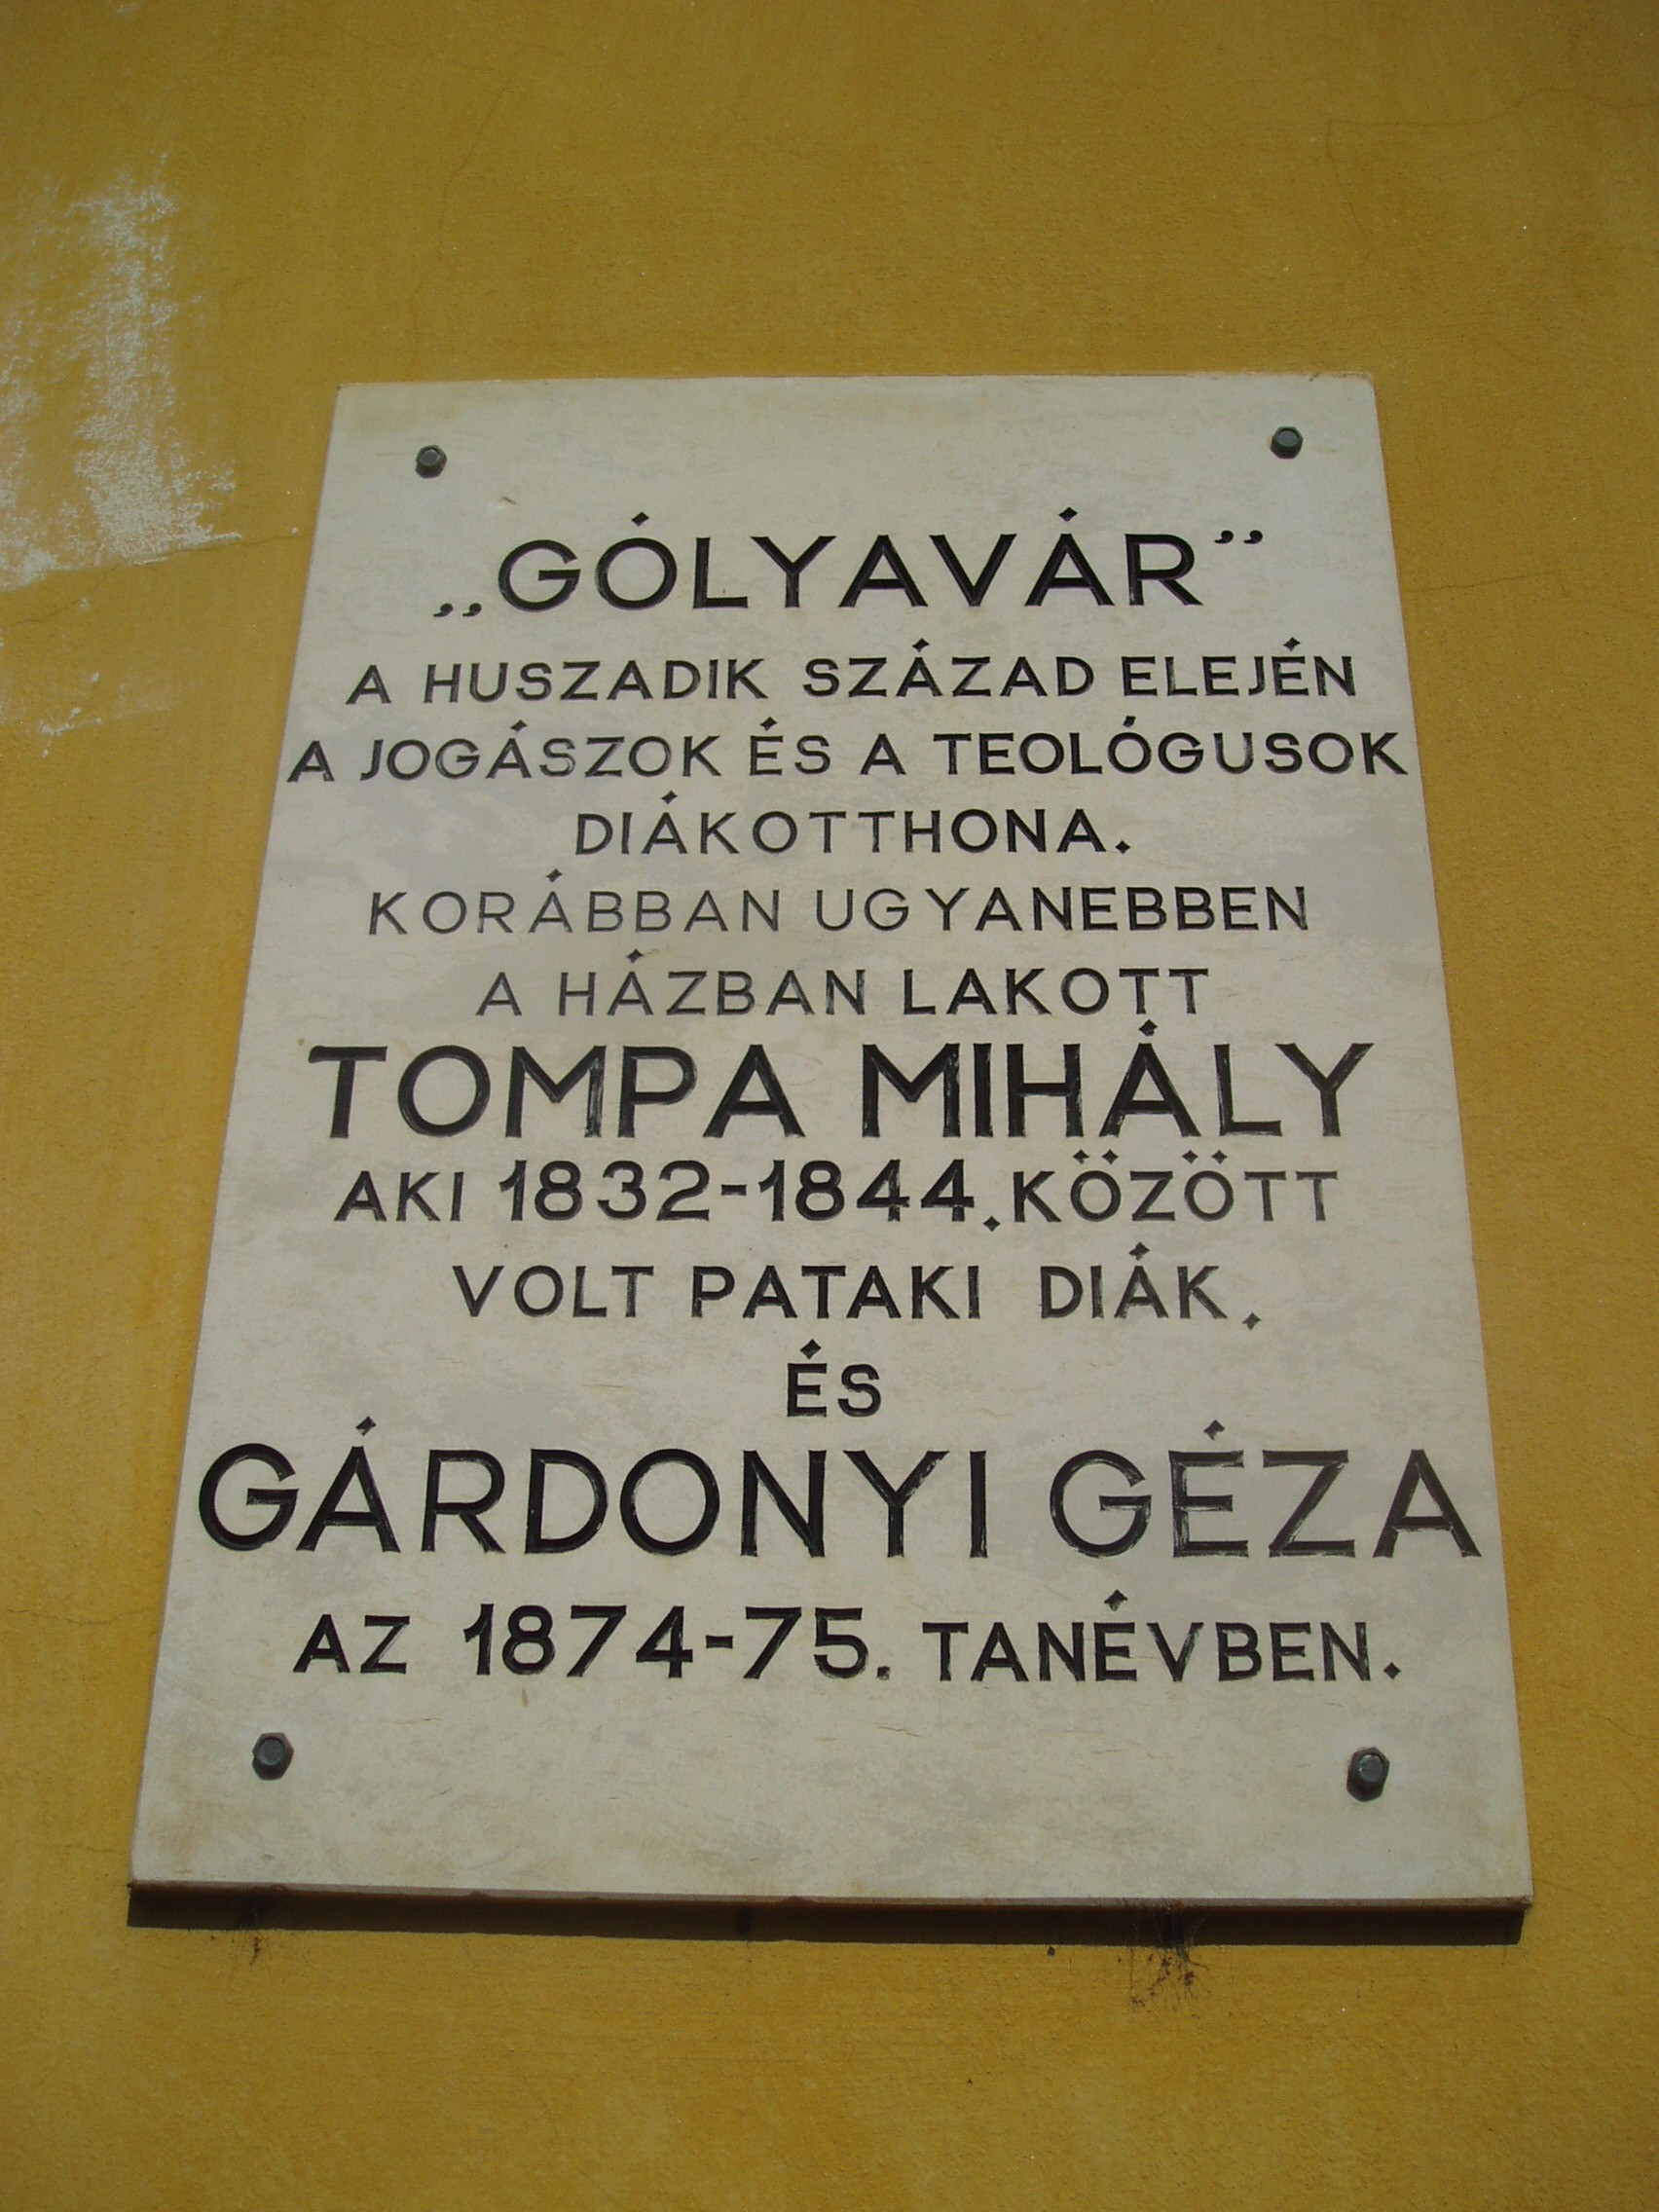 „GÓLYAVÁR”
A HUSZADIK SZÁZAD ELEJÉN
A JOGÁSZOK ÉS A TEOLÓGUSOK
DIÁKOTTHONA.
KORÁBBAN UGYANEBBEN
A HÁZBAN LAKOTT
TOMPA MIHÁLY
AKI 1832-1844. KÖZÖTT
VOLT PATAKI DIÁK.
ÉS
GÁRDONYI GÉZA
AZ 1874-75. TANÉVBEN.